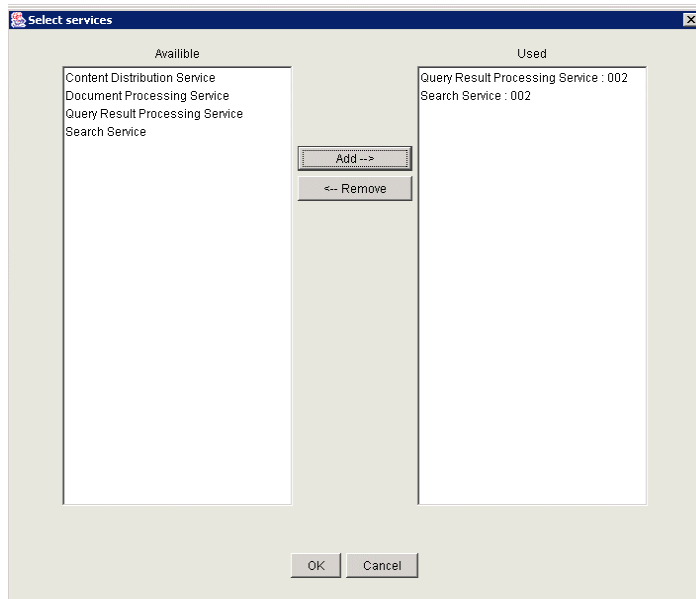 Select services
Availible
Used
Content Distribution Service
Document Processing Service
Query Result Processing Service
Search Service
Query Result Processing Service : 002
Search Service : 002
Add -->
<-- Remove
OK
Cancel